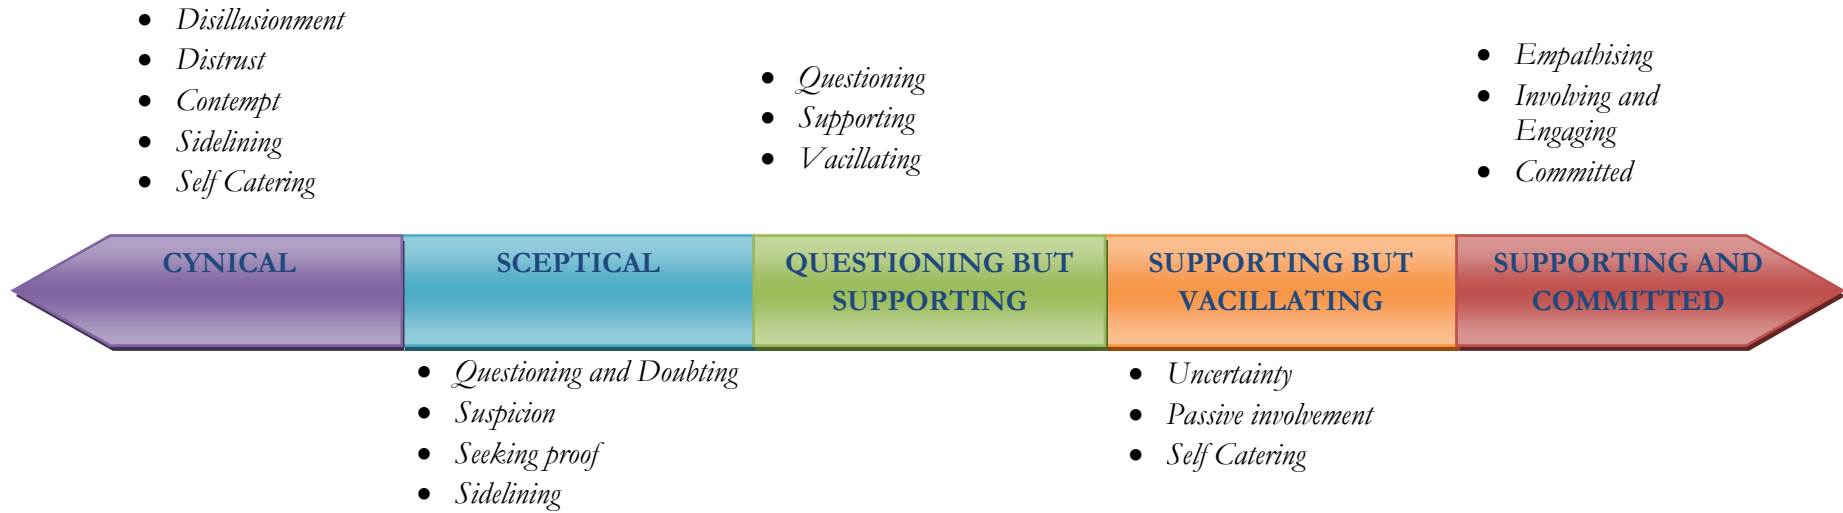 Disillusionment
Distrust
Contempt
Sidelining
Self Catering
Questioning
Supporting
Vacillating
Empathising
Involving and
Engaging
Committed
CYNICAL
SCEPTICAL
QUESTIONING BUT
SUPPORTING
SUPPORTING BUT
VACILLATING
SUPPORTING AND
COMMITTED
Questioning and Doubting
Suspicion
Seeking proof
Sidelining
Uncertainty
Passive involvement
Self Catering